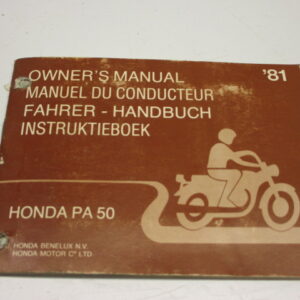 OWNER'S MANUAL '81
MANUEL DU CONDUCTEUR
FAHRER - HANDBUCH
INSTRUKTIEBOEK
HONDA PA 50
HONDA BENELUX N.V.
HONDA MOTOR Cº LTD